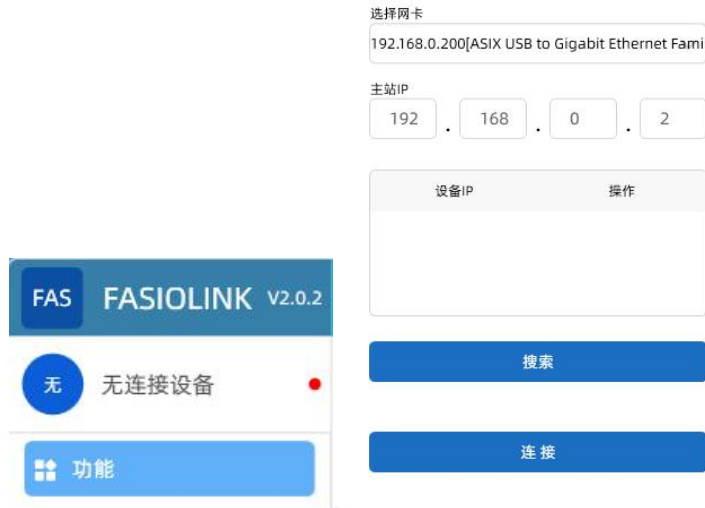 选择网卡
192.168.0.200[ASIX USB to Gigabit Ethernet Fami
主站IP
192 . 168 . 0 . 2
设备IP 操作
搜索
连 接
FAS FASIOLINK V2.0.2
无 无连接设备
功能